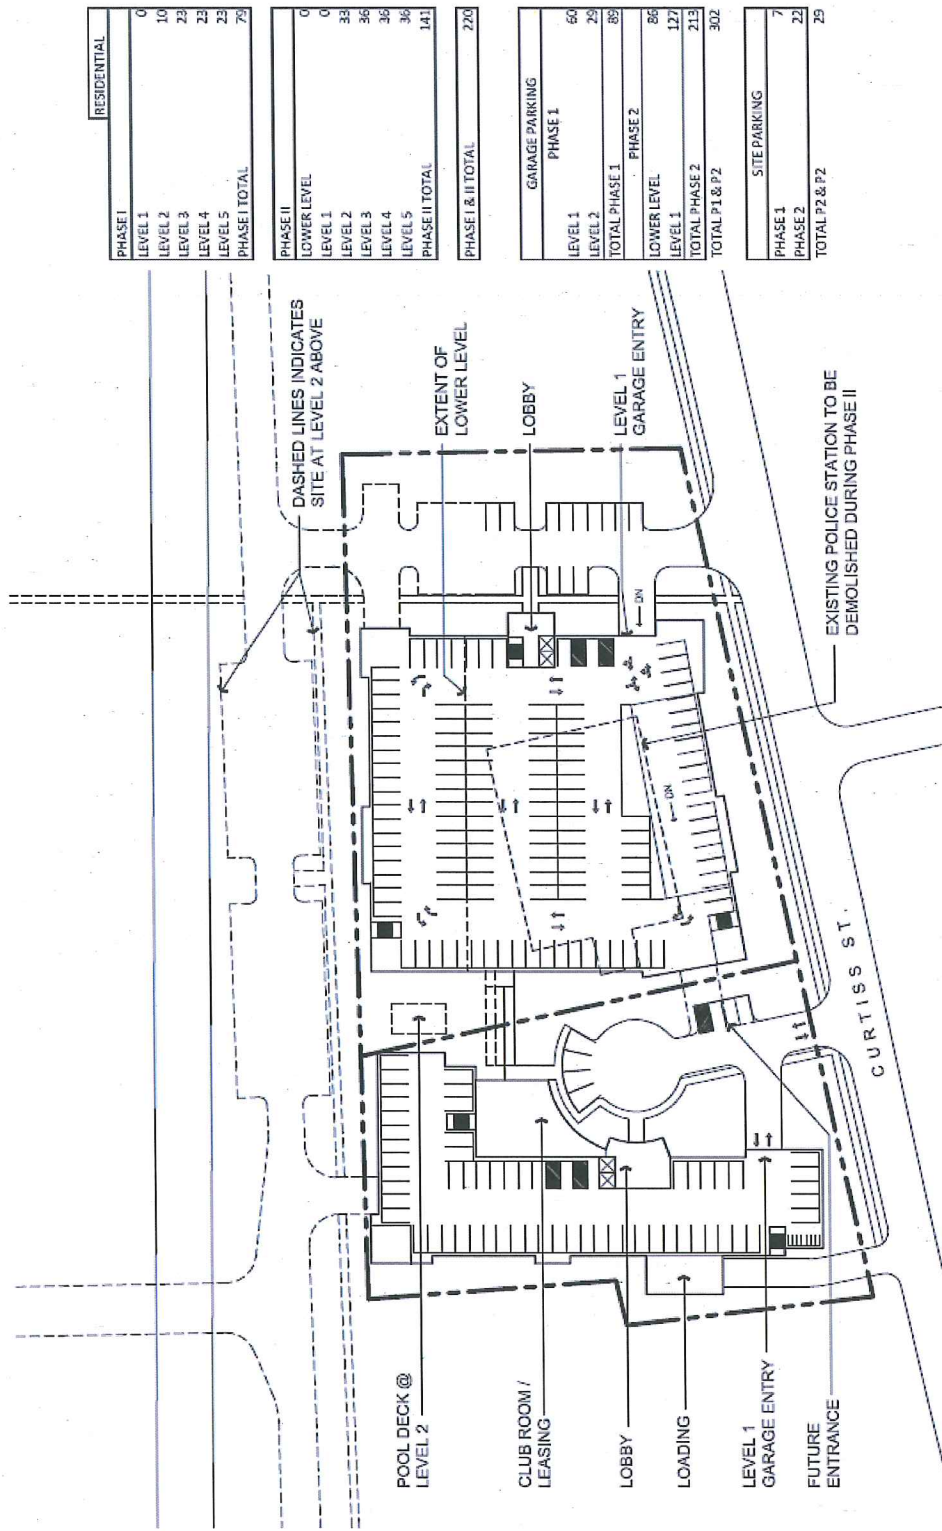 RESIDENTIAL
PHASE I
LEVEL 1 0
LEVEL 2 10
LEVEL 3 23
LEVEL 4 23
LEVEL 5 23
PHASE I TOTAL 79
PHASE II
LOWER LEVEL 0
LEVEL 1 0
LEVEL 2 33
LEVEL 3 36
LEVEL 4 36
LEVEL 5 36
PHASE II TOTAL 141
PHASE I & II TOTAL 220
GARAGE PARKING
PHASE 1
LEVEL 1 60
LEVEL 2 29
TOTAL PHASE 1 89
PHASE 2
LOWER LEVEL 86
LEVEL 1 127
TOTAL PHASE 2 213
TOTAL P1 & P2 302
SITE PARKING
PHASE 1 7
PHASE 2 22
TOTAL P2 & P2 29
DASHED LINES INDICATES
SITE AT LEVEL 2 ABOVE
EXTENT OF
LOWER LEVEL
LOBBY
LEVEL 1
GARAGE ENTRY
EXISTING POLICE STATION TO BE
DEMOLISHED DURING PHASE II
DN
DN
CURTISS ST.
POOL DECK @
LEVEL 2
CLUB ROOM /
LEASING
LOBBY
LOADING
LEVEL 1
GARAGE ENTRY
FUTURE
ENTRANCE